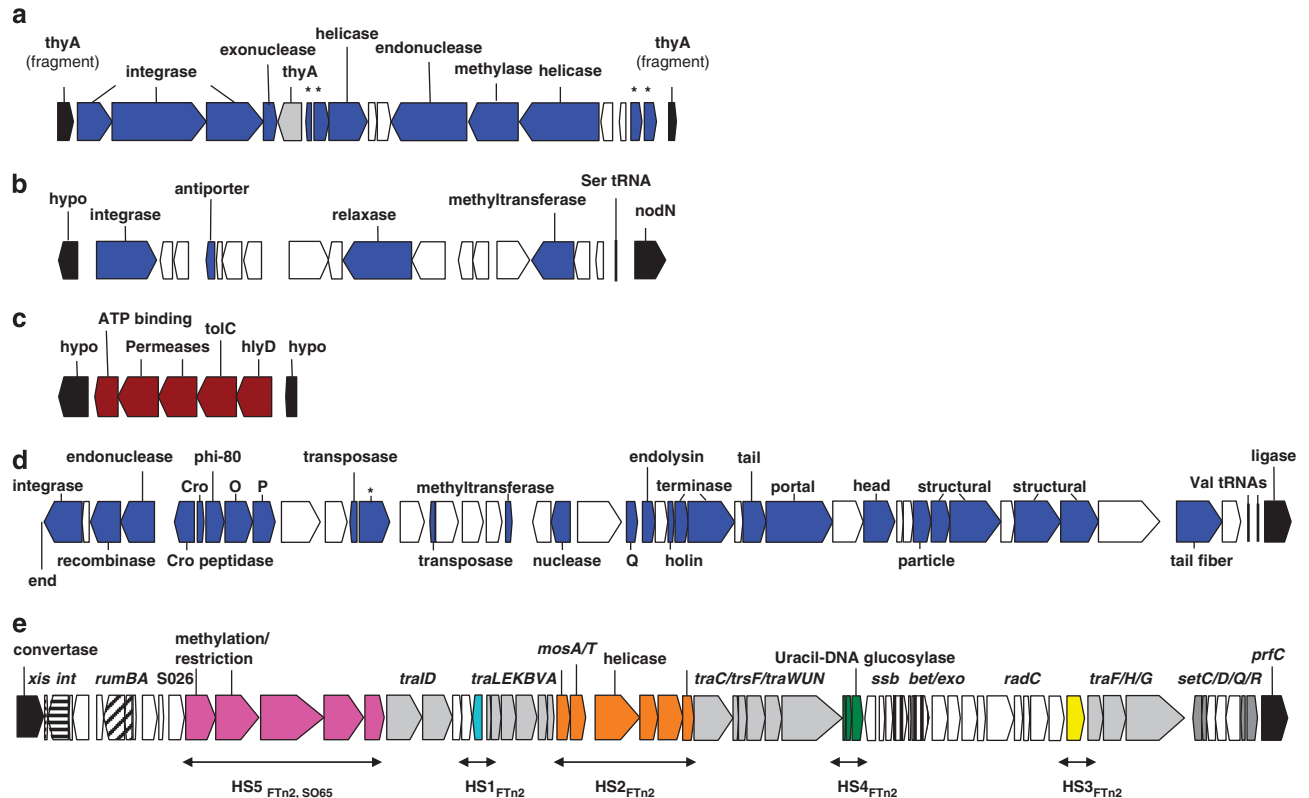 a
thyA
(fragment)
integrase
exonuclease
thyA
helicase
endonuclease
methylase
helicase
thyA
(fragment)
* *
* *
b
hypo
integrase
antiporter
relaxase
methyltransferase
Ser tRNA
nodN
c
hypo
ATP binding
Permeases
tolC
hlyD
hypo
d
integrase
endonuclease
phi-80
Cro
O
P
transposase
*
methyltransferase
endolysin
terminase
tail
portal
head
structural
structural
Val tRNAs
ligase
end
recombinase
Cro peptidase
transposase
nuclease
Q
holin
particle
tail fiber
e
convertase
xis int
rumBA
S026
methylation/
restriction
traID
traLEKBVA
mosA/T
helicase
traC/trsF/traWUN
Uracil-DNA glucosylase
ssb
bet/exo
radC
traF/H/G
setC/D/Q/R
prfC
HS5 FTn2, SO65
HS1FTn2
HS2FTn2
HS4FTn2
HS3FTn2